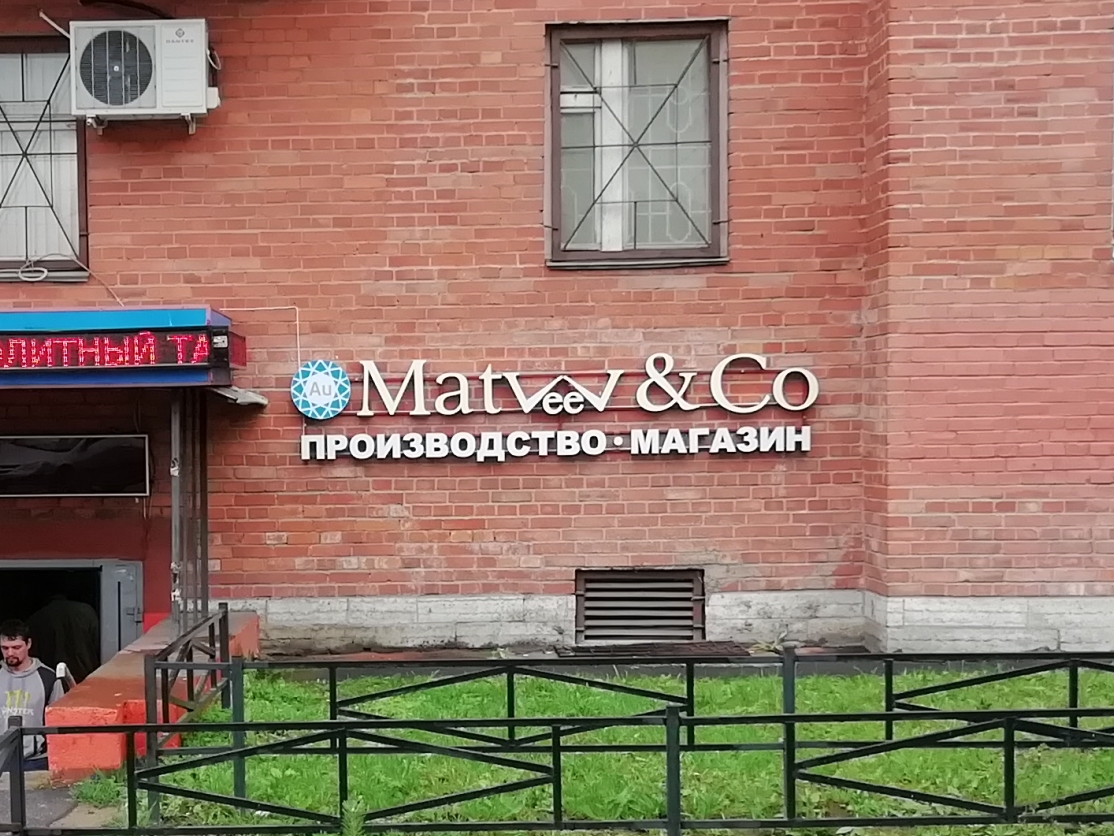 ЛИТНЫЙ ТА
Au
Matveev & Co
ПРОИЗВОДСТВО · МАГАЗИН